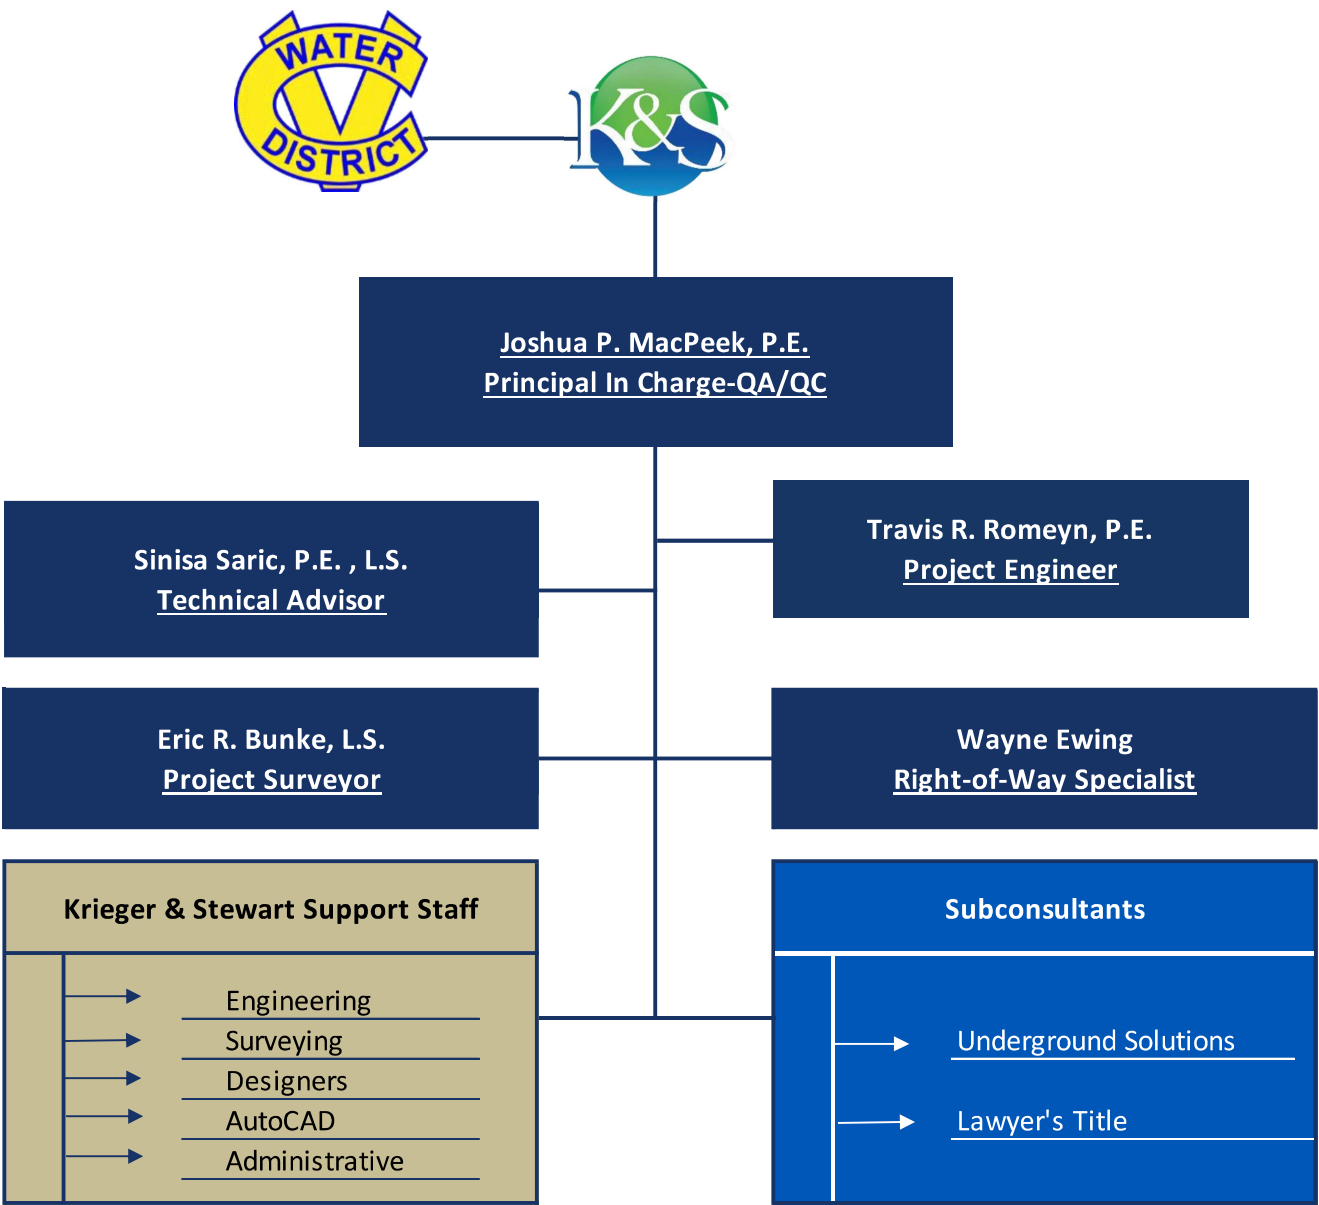 WATER
CV
DISTRICT
K&S
Joshua P. MacPeek, P.E.
Principal In Charge-QA/QC
Sinisa Saric, P.E. , L.S.
Technical Advisor
Travis R. Romeyn, P.E.
Project Engineer
Eric R. Bunke, L.S.
Project Surveyor
Wayne Ewing
Right-of-Way Specialist
Krieger & Stewart Support Staff
Engineering
Surveying
Designers
AutoCAD
Administrative
Subconsultants
Underground Solutions
Lawyer's Title